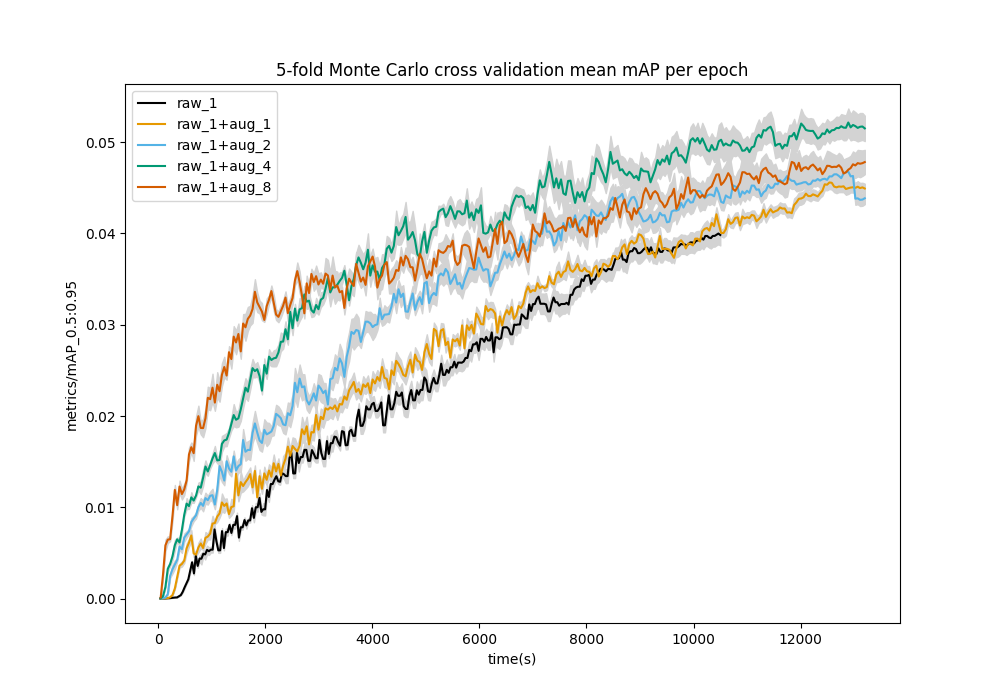 5-fold Monte Carlo cross validation mean mAP per epoch
raw_1
raw_1+aug_1
raw_1+aug_2
raw_1+aug_4
raw_1+aug_8
metrics/mAP_0.5:0.95
0.05
0.04
0.03
0.02
0.01
0.00
0 2000 4000 6000 8000 10000 12000
time(s)